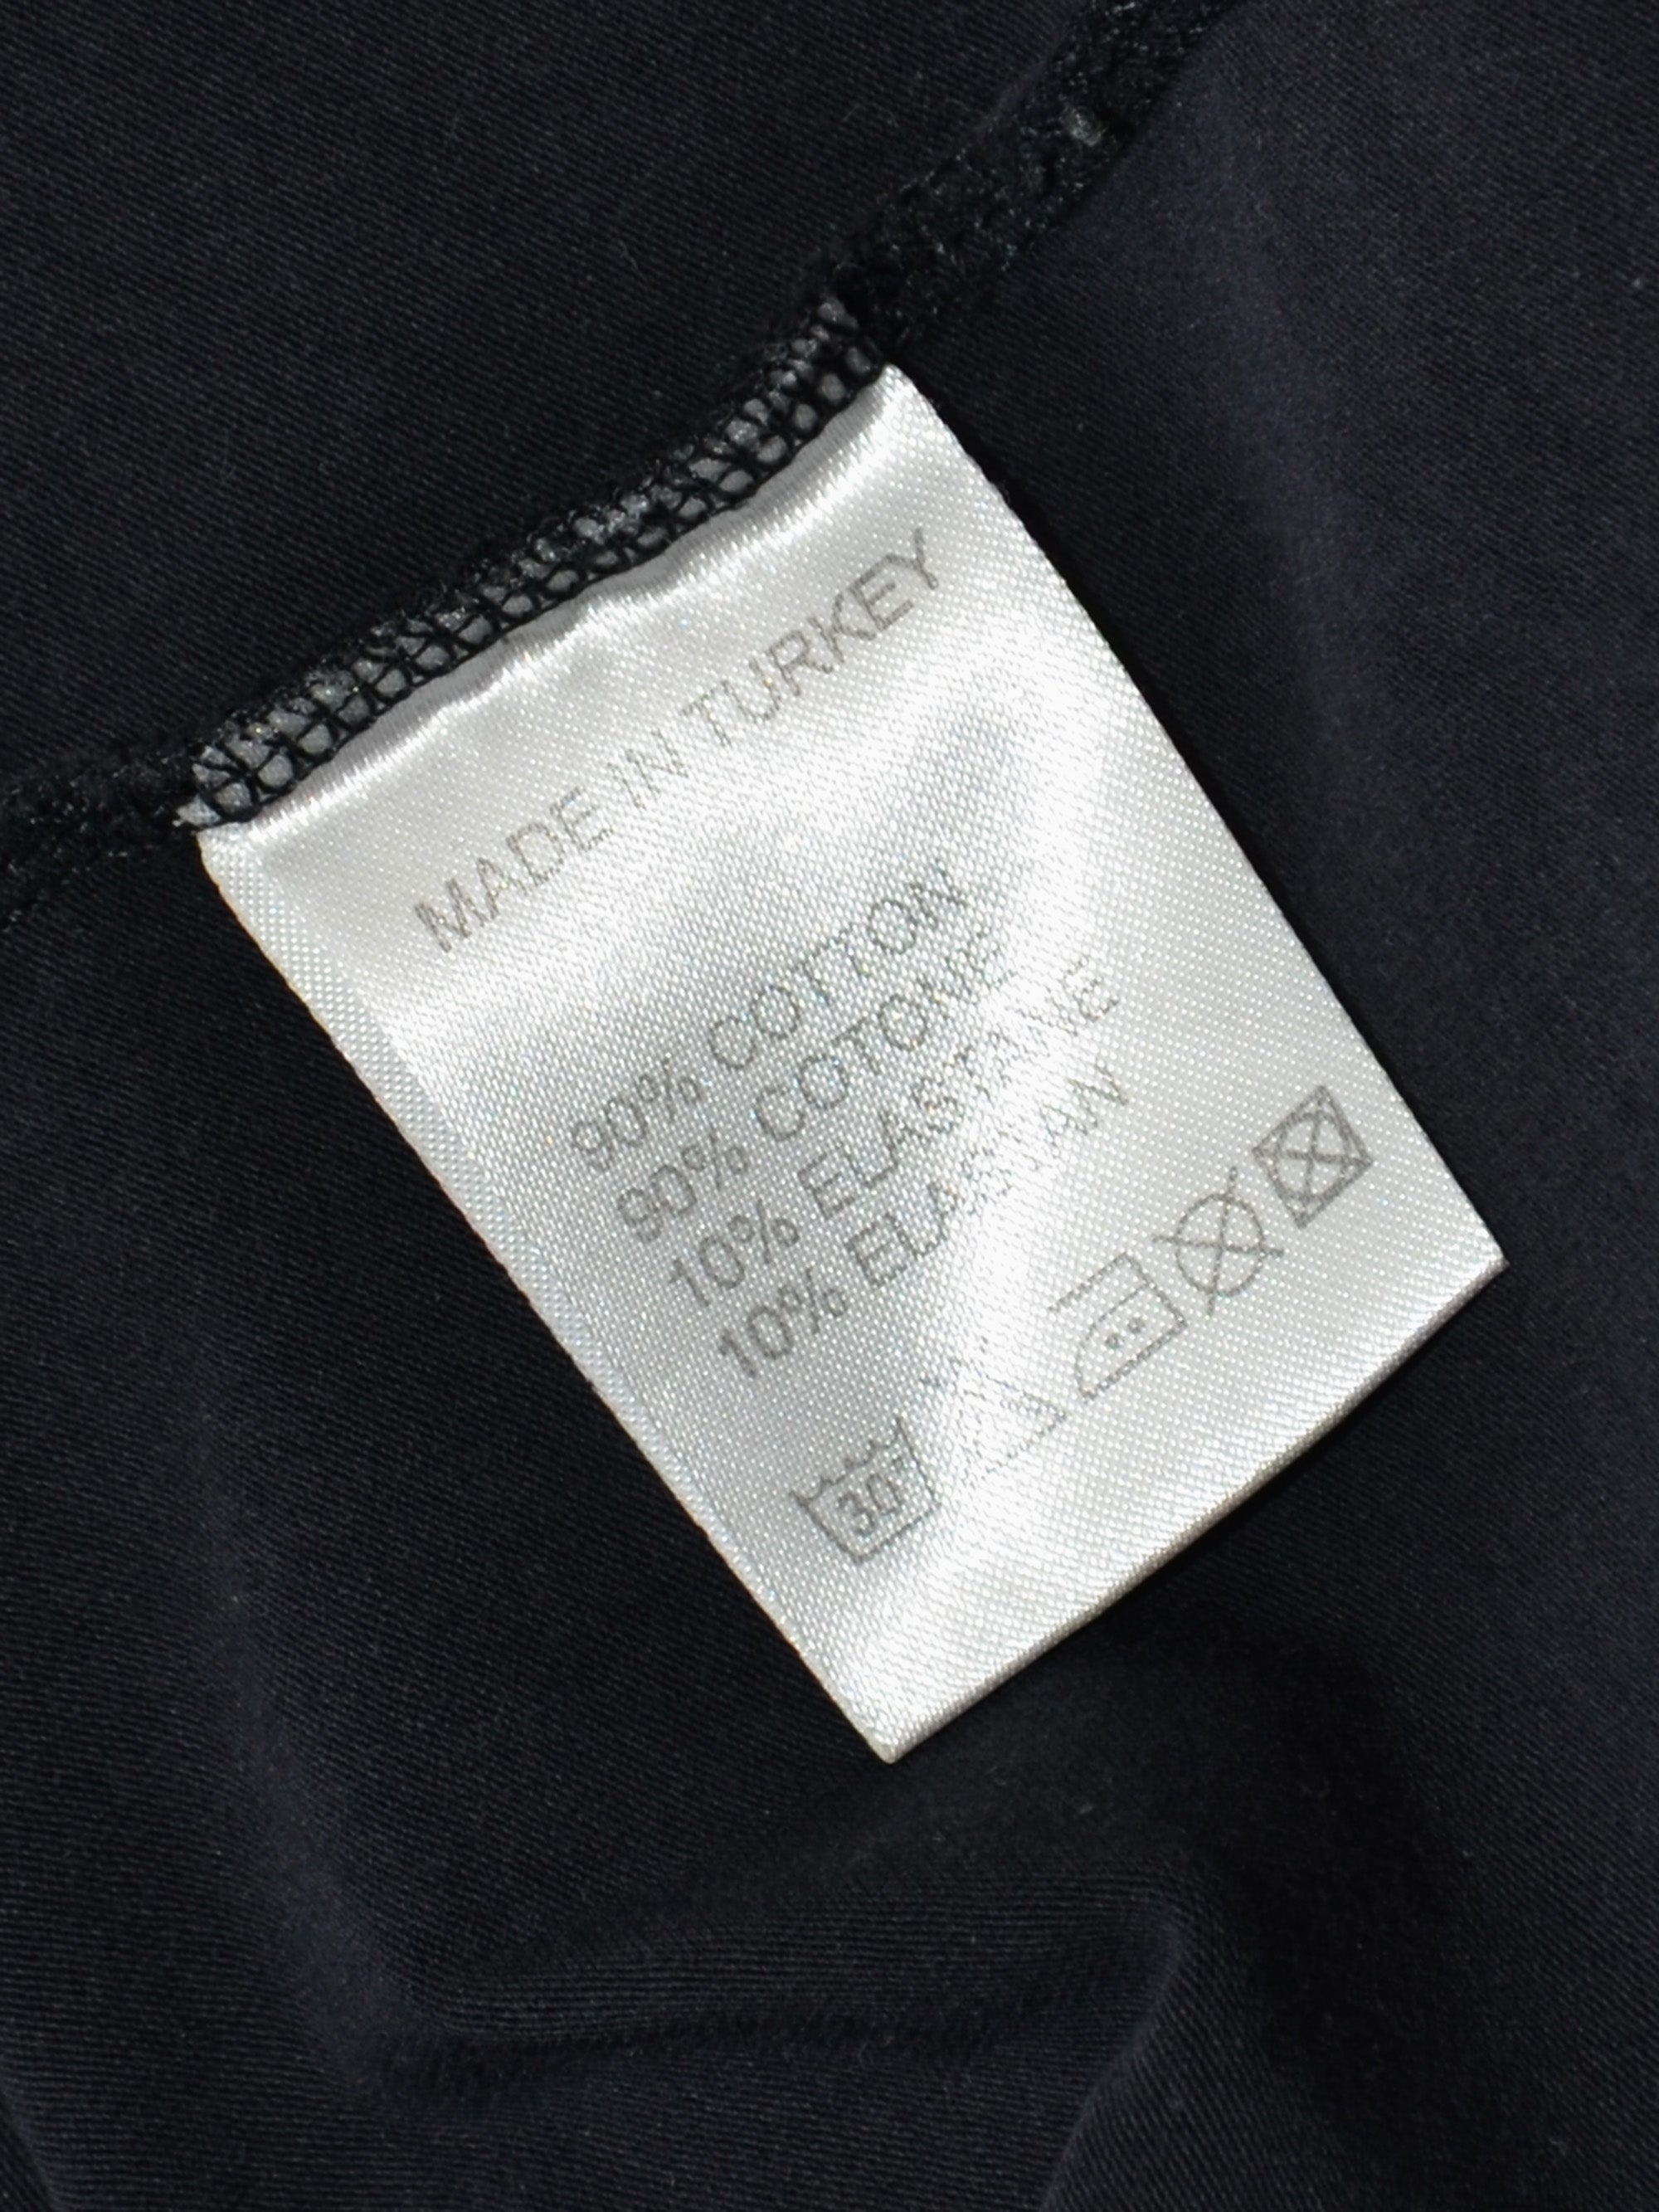 MADE IN TURKEY
90% COTTON
90% COTONE
10% ELASTANE
10% ELASTAN
30°